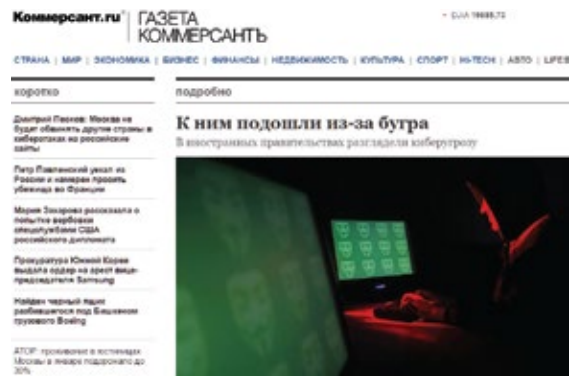 Коммерсант.ru
ГАЗЕТА
КОММЕРСАНТЪ
СТРАНА | МИР | ЭКОНОМИКА | БИЗНЕС | ФИНАНСЫ | НЕДВИЖИМОСТЬ | КУЛЬТУРА | СПОРТ | HI-TECH | АВТО | LIFES
коротко
Дмитрий Песков: Москва не
будет обвинять другие страны в
кибератаках на российские
сайты
Петр Павленский уехал из
России и намерен просить
убежища во Франции
Мария Захарова рассказала о
попытке вербовки
спецслужбами США
российского дипломата
Прокуратура Южной Кореи
выдала ордер на арест вице-
председателя Samsung
Найден черный ящик
разбившегося под Бишкеком
грузового Boeing
АТОР: проживание в гостиницах
Москвы в январе подорожало до
30%
подробно
К ним подошли из-за бугра
В иностранных правительствах разглядели киберугрозу